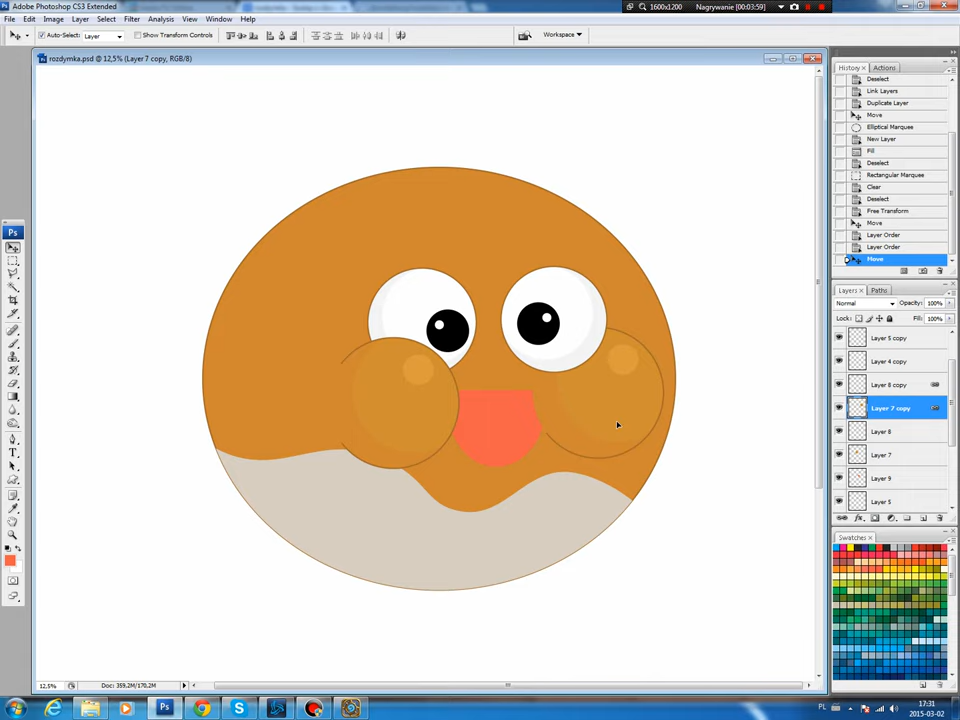 Adobe Photoshop CS3 Extended
1600x1200 Nagrywanie [00:03:59]
File Edit Image Layer Select Filter Analysis View Window Help
Auto-Select: Layer Show Transform Controls Workspace
rozdymka.psd @ 12,5% (Layer 7 copy, RGB/8)
History Actions
Deselect
Link Layers
Duplicate Layer
Move
Elliptical Marquee
New Layer
Fill
Deselect
Rectangular Marquee
Clear
Deselect
Free Transform
Move
Layer Order
Layer Order
Move
Layers Paths
Normal Opacity: 100%
Lock: Fill: 100%
Layer 5 copy
Layer 4 copy
Layer 8 copy
Layer 7 copy
Layer 8
Layer 7
Layer 9
Layer 5
Swatches
Ps
12,5% Doc: 359,2M/170,2M
PL 17:31
2015-03-02